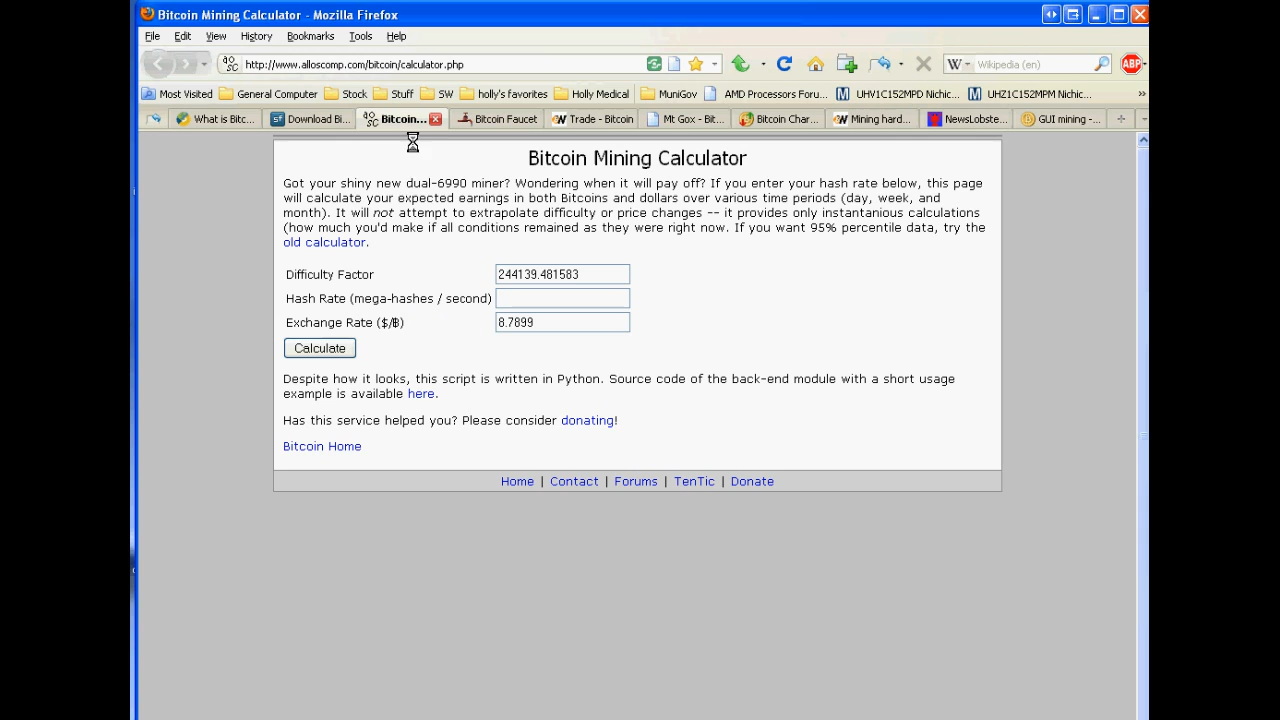 Bitcoin Mining Calculator - Mozilla Firefox
File Edit View History Bookmarks Tools Help
http://www.alloscomp.com/bitcoin/calculator.php W Wikipedia (en) ABP
Most Visited General Computer Stock Stuff SW holly's favorites Holly Medical MuniGov AMD Processors Foru... UHV1C152MPD Nichic... UHZ1C152MPM Nichic... »
What is Bitc... Download Bi... Bitcoin... Bitcoin Faucet Trade - Bitcoin Mt Gox - Bit... Bitcoin Char... Mining hard... NewsLobste... GUI mining -...
Bitcoin Mining Calculator
Got your shiny new dual-6990 miner? Wondering when it will pay off? If you enter your hash rate below, this page
will calculate your expected earnings in both Bitcoins and dollars over various time periods (day, week, and
month). It will not attempt to extrapolate difficulty or price changes -- it provides only instantanious calculations
(how much you'd make if all conditions remained as they were right now. If you want 95% percentile data, try the
old calculator.
Difficulty Factor 244139.481583
Hash Rate (mega-hashes / second)
Exchange Rate ($/฿) 8.7899
Calculate
Despite how it looks, this script is written in Python. Source code of the back-end module with a short usage
example is available here.
Has this service helped you? Please consider donating!
Bitcoin Home
Home | Contact | Forums | TenTic | Donate